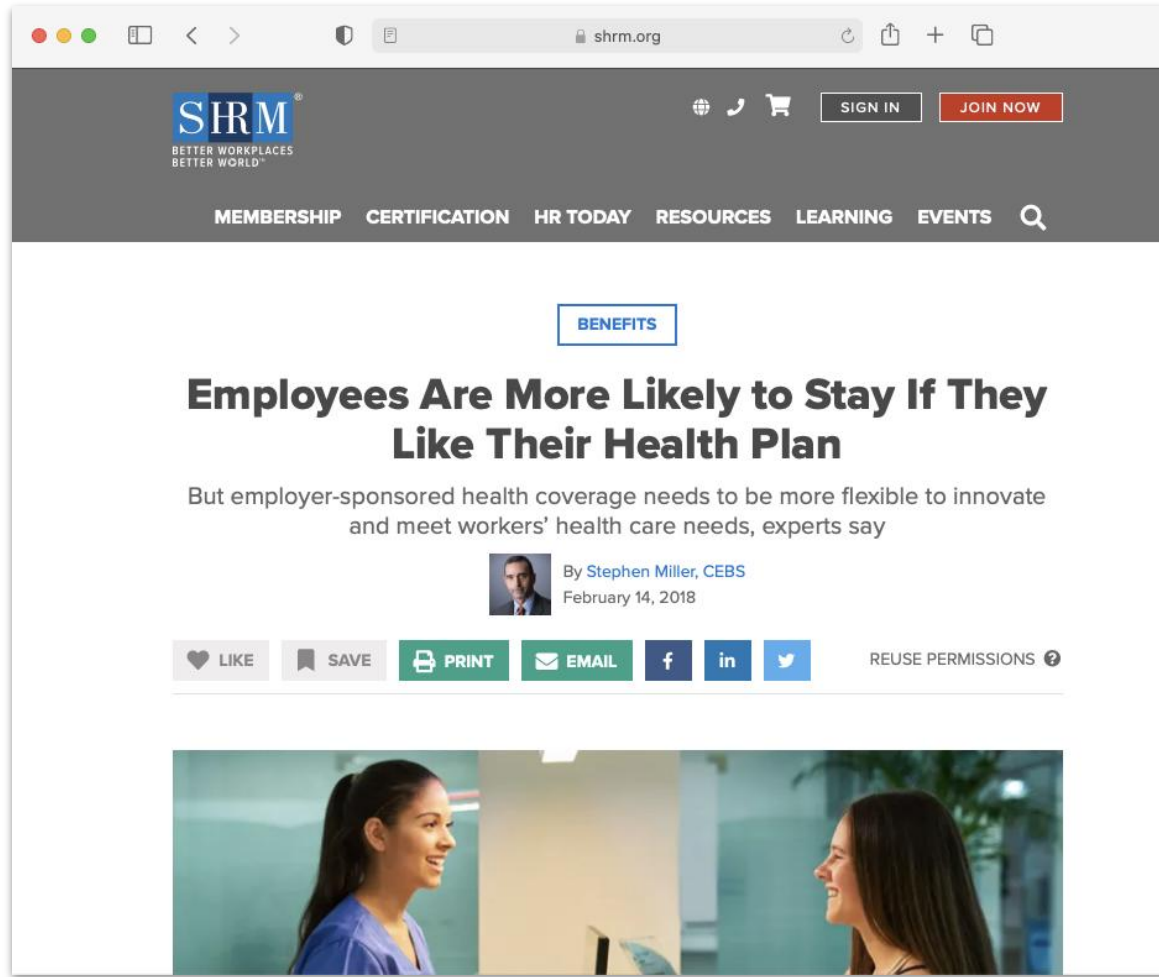 shrm.org
SHRM®
BETTER WORKPLACES
BETTER WORLD™
SIGN IN
JOIN NOW
MEMBERSHIP CERTIFICATION HR TODAY RESOURCES LEARNING EVENTS
BENEFITS
Employees Are More Likely to Stay If They
Like Their Health Plan
But employer-sponsored health coverage needs to be more flexible to innovate
and meet workers’ health care needs, experts say
By Stephen Miller, CEBS
February 14, 2018
LIKE SAVE PRINT EMAIL f in REUSE PERMISSIONS ?